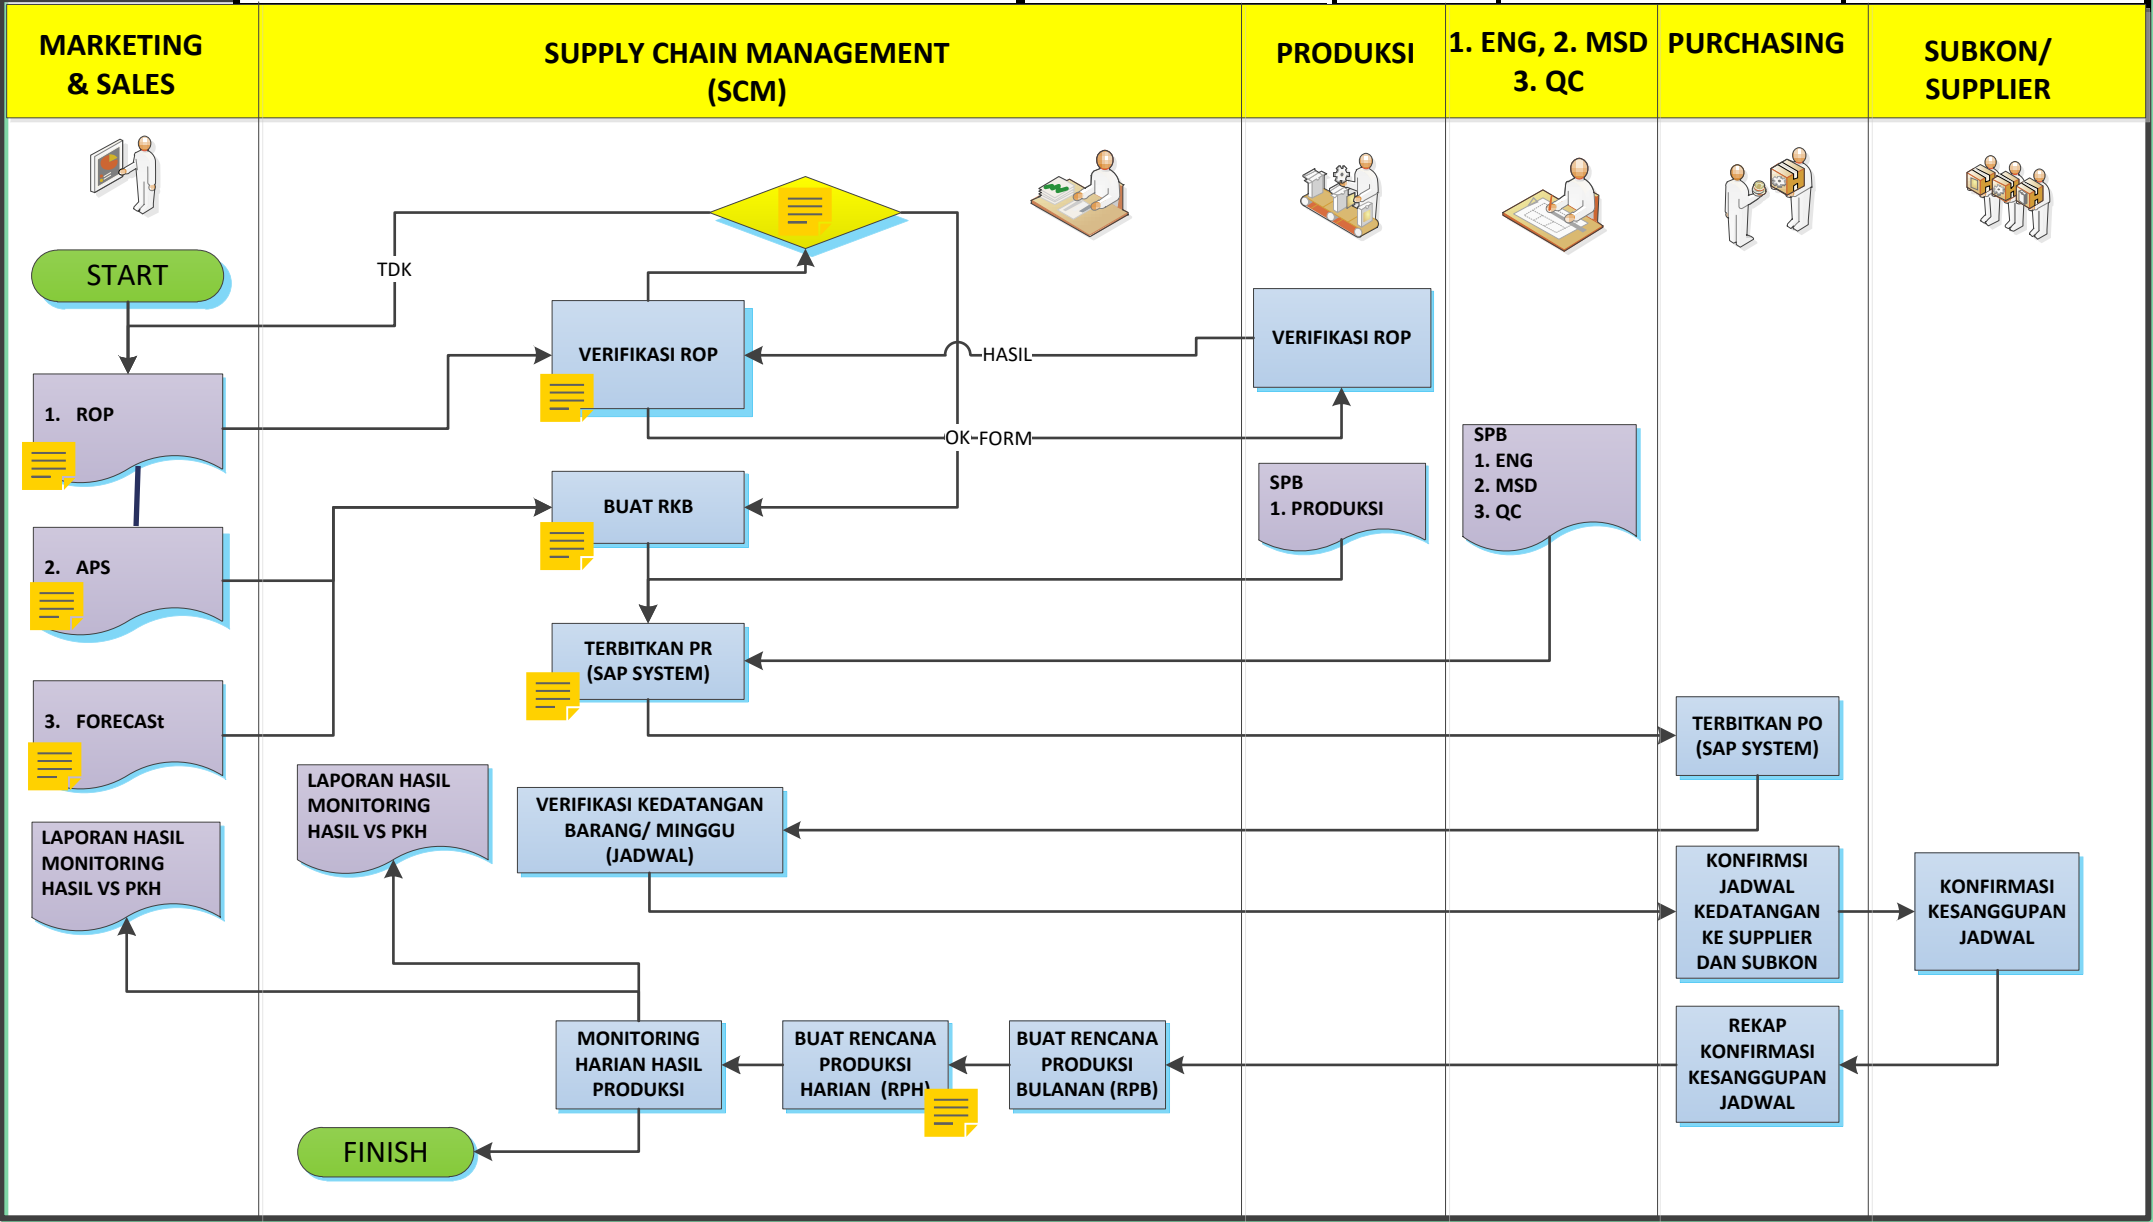 MARKETING
& SALES
SUPPLY CHAIN MANAGEMENT
(SCM)
PRODUKSI
1. ENG, 2. MSD
3. QC
PURCHASING
SUBKON/
SUPPLIER
START
TDK
VERIFIKASI ROP
HASIL
VERIFIKASI ROP
1. ROP
OK
FORM
SPB
1. ENG
2. MSD
3. QC
SPB
1. PRODUKSI
BUAT RKB
2. APS
TERBITKAN PR
(SAP SYSTEM)
3. FORECASt
TERBITKAN PO
(SAP SYSTEM)
LAPORAN HASIL
MONITORING
HASIL VS PKH
VERIFIKASI KEDATANGAN
BARANG/ MINGGU
(JADWAL)
LAPORAN HASIL
MONITORING
HASIL VS PKH
KONFIRMSI
JADWAL
KEDATANGAN
KE SUPPLIER
DAN SUBKON
KONFIRMASI
KESANGGUPAN
JADWAL
MONITORING
HARIAN HASIL
PRODUKSI
BUAT RENCANA
PRODUKSI
HARIAN (RPH)
BUAT RENCANA
PRODUKSI
BULANAN (RPB)
REKAP
KONFIRMASI
KESANGGUPAN
JADWAL
FINISH